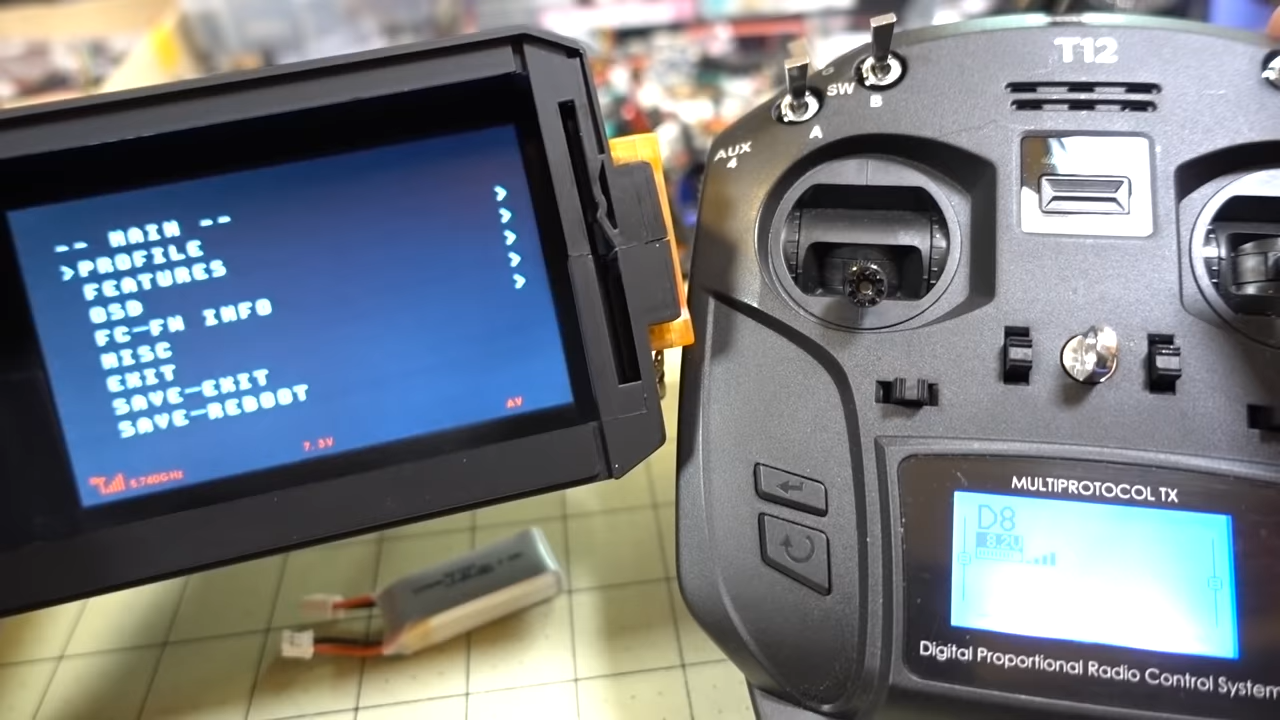 -- MAIN --
>PROFILE >
FEATURES >
OSD >
FC-FW INFO >
MISC >
EXIT
SAVE-EXIT
SAVE-REBOOT
5.740GHz
7.3V
AV
T12
SW
A
B
AUX
4
MULTIPROTOCOL TX
D8
8.2V
Digital Proportional Radio Control System